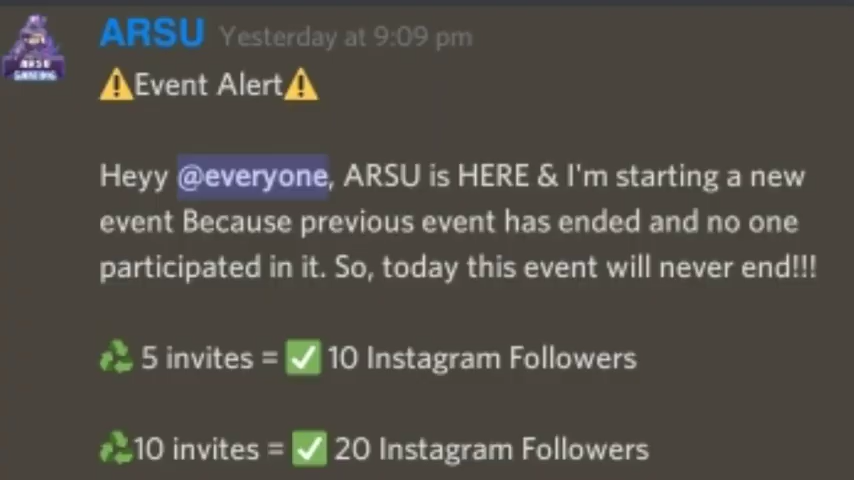 ARSU Yesterday at 9:09 pm
⚠️Event Alert⚠️
Heyy @everyone, ARSU is HERE & I'm starting a new
event Because previous event has ended and no one
participated in it. So, today this event will never end!!!
♻️ 5 invites = ✅ 10 Instagram Followers
♻️10 invites = ✅ 20 Instagram Followers
ARSU
GAMING